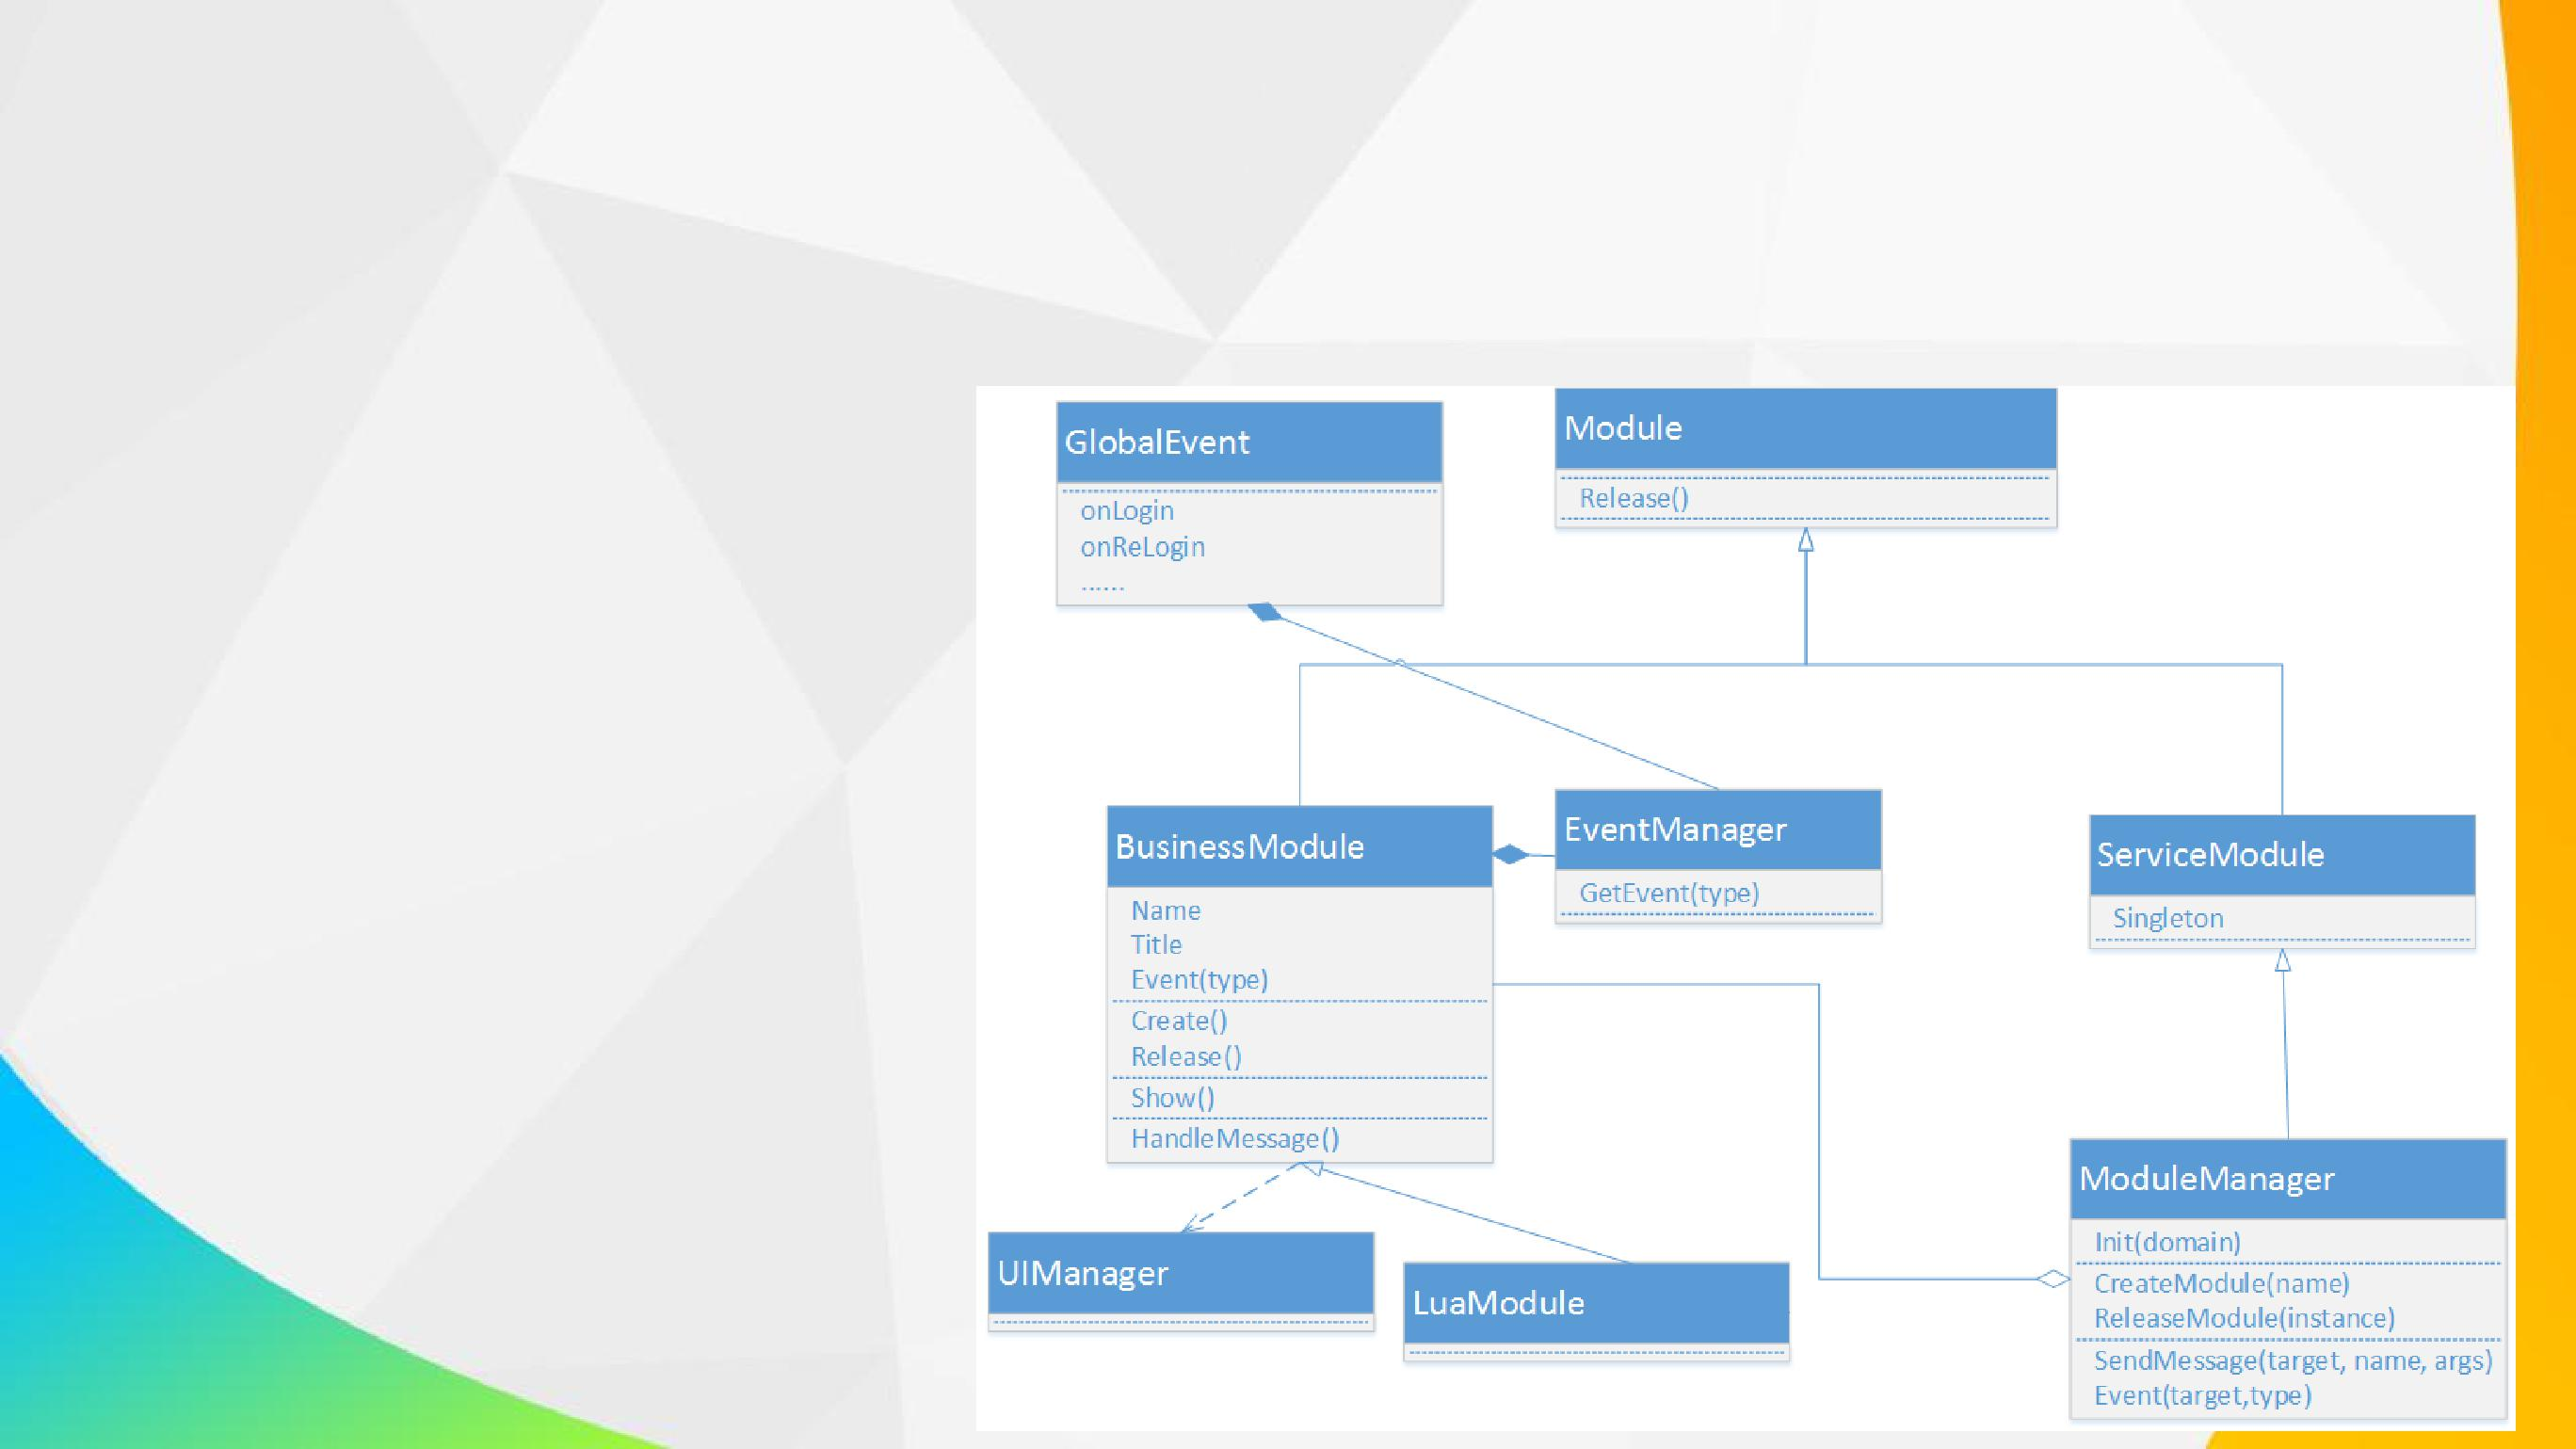 GlobalEvent
onLogin
onReLogin
......
Module
Release()
BusinessModule
Name
Title
Event(type)
Create()
Release()
Show()
HandleMessage()
EventManager
GetEvent(type)
ServiceModule
Singleton
UIManager
LuaModule
ModuleManager
Init(domain)
CreateModule(name)
ReleaseModule(instance)
SendMessage(target, name, args)
Event(target,type)